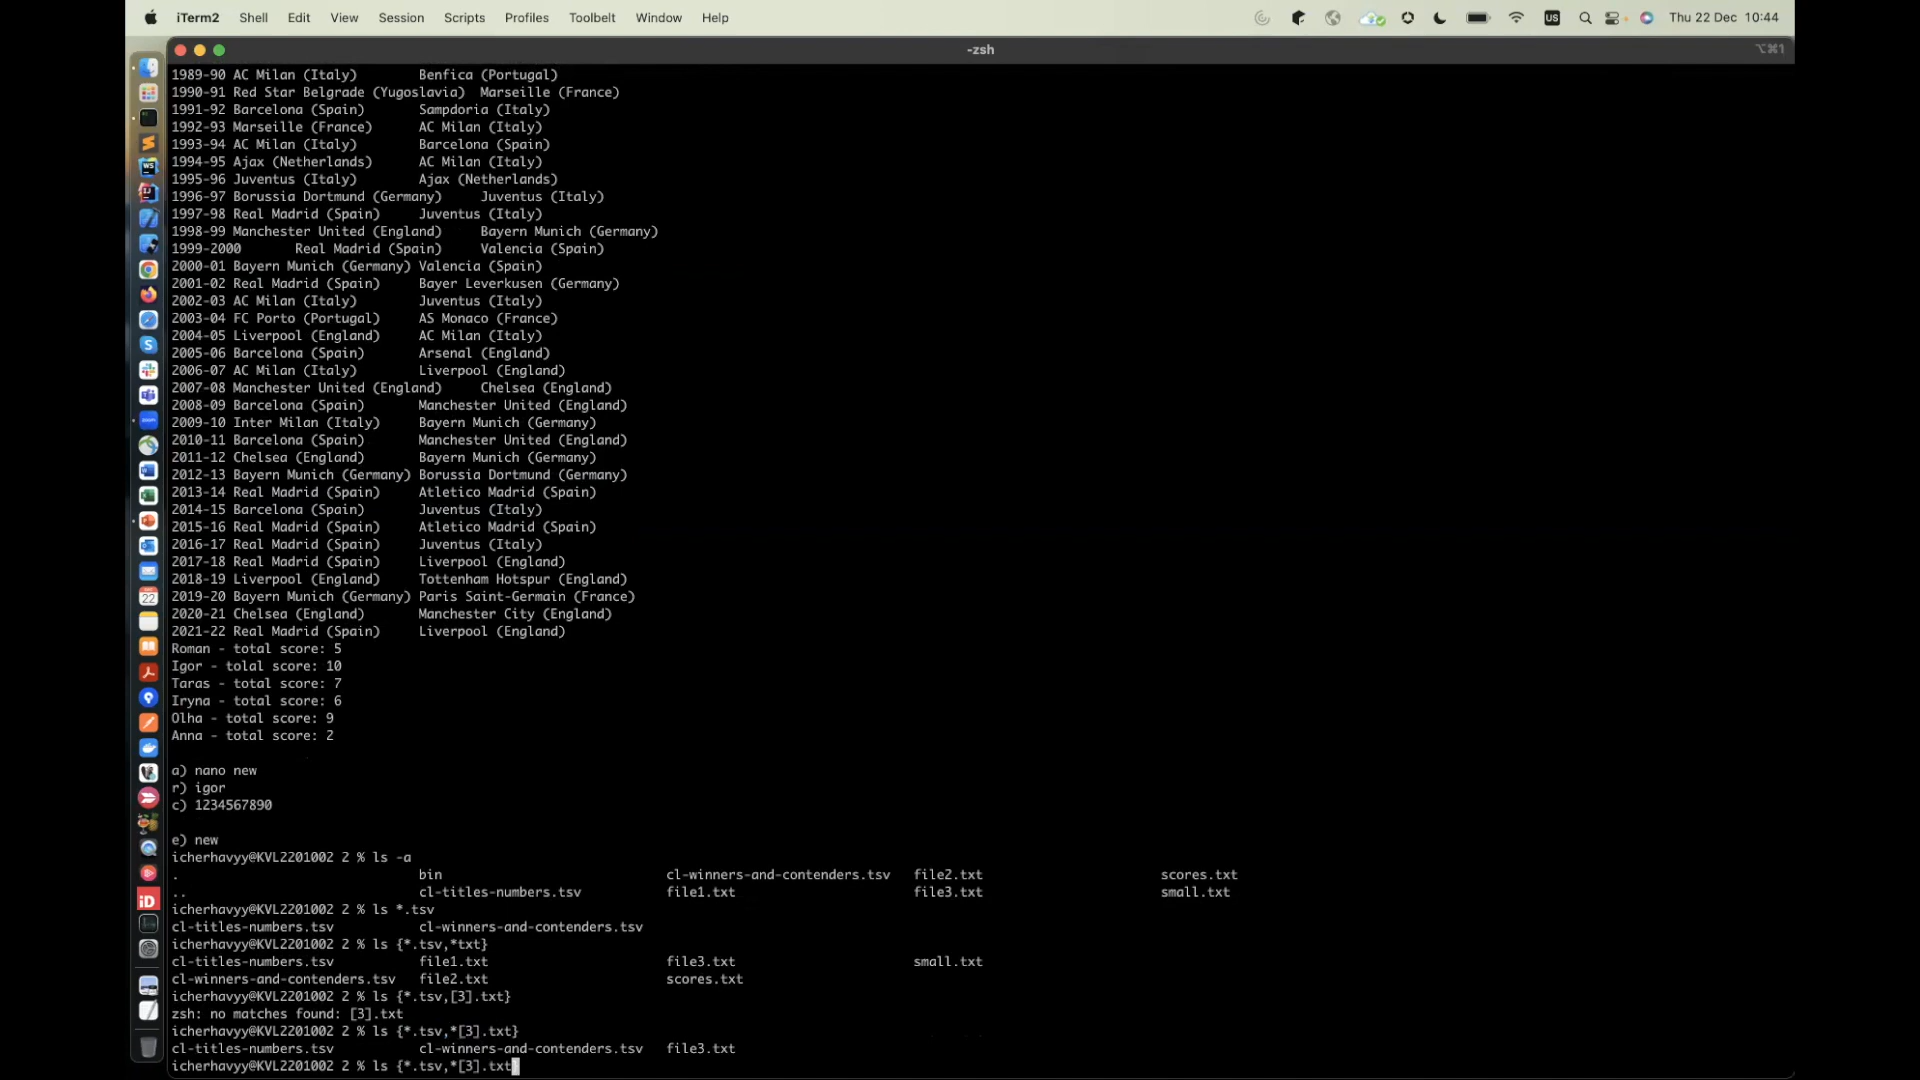 iTerm2 Shell Edit View Session Scripts Profiles Toolbelt Window Help US Thu 22 Dec 10:44
-zsh ⌥⌘1
1989-90 AC Milan (Italy) Benfica (Portugal)
1990-91 Red Star Belgrade (Yugoslavia) Marseille (France)
1991-92 Barcelona (Spain) Sampdoria (Italy)
1992-93 Marseille (France) AC Milan (Italy)
1993-94 AC Milan (Italy) Barcelona (Spain)
1994-95 Ajax (Netherlands) AC Milan (Italy)
1995-96 Juventus (Italy) Ajax (Netherlands)
1996-97 Borussia Dortmund (Germany) Juventus (Italy)
1997-98 Real Madrid (Spain) Juventus (Italy)
1998-99 Manchester United (England) Bayern Munich (Germany)
1999-2000 Real Madrid (Spain) Valencia (Spain)
2000-01 Bayern Munich (Germany) Valencia (Spain)
2001-02 Real Madrid (Spain) Bayer Leverkusen (Germany)
2002-03 AC Milan (Italy) Juventus (Italy)
2003-04 FC Porto (Portugal) AS Monaco (France)
2004-05 Liverpool (England) AC Milan (Italy)
2005-06 Barcelona (Spain) Arsenal (England)
2006-07 AC Milan (Italy) Liverpool (England)
2007-08 Manchester United (England) Chelsea (England)
2008-09 Barcelona (Spain) Manchester United (England)
2009-10 Inter Milan (Italy) Bayern Munich (Germany)
2010-11 Barcelona (Spain) Manchester United (England)
2011-12 Chelsea (England) Bayern Munich (Germany)
2012-13 Bayern Munich (Germany) Borussia Dortmund (Germany)
2013-14 Real Madrid (Spain) Atletico Madrid (Spain)
2014-15 Barcelona (Spain) Juventus (Italy)
2015-16 Real Madrid (Spain) Atletico Madrid (Spain)
2016-17 Real Madrid (Spain) Juventus (Italy)
2017-18 Real Madrid (Spain) Liverpool (England)
2018-19 Liverpool (England) Tottenham Hotspur (England)
2019-20 Bayern Munich (Germany) Paris Saint-Germain (France)
2020-21 Chelsea (England) Manchester City (England)
2021-22 Real Madrid (Spain) Liverpool (England)
Roman - total score: 5
Igor - tolal score: 10
Taras - total score: 7
Iryna - total score: 6
Olha - total score: 9
Anna - total score: 2
a) nano new
r) igor
c) 1234567890
e) new
icherhavyy@KVL2201002 2 % ls -a
. bin cl-winners-and-contenders.tsv file2.txt scores.txt
.. cl-titles-numbers.tsv file1.txt file3.txt small.txt
icherhavyy@KVL2201002 2 % ls *.tsv
cl-titles-numbers.tsv cl-winners-and-contenders.tsv
icherhavyy@KVL2201002 2 % ls {*.tsv,*txt}
cl-titles-numbers.tsv file1.txt file3.txt small.txt
cl-winners-and-contenders.tsv file2.txt scores.txt
icherhavyy@KVL2201002 2 % ls {*.tsv,[3].txt}
zsh: no matches found: [3].txt
icherhavyy@KVL2201002 2 % ls {*.tsv,*[3].txt}
cl-titles-numbers.tsv cl-winners-and-contenders.tsv file3.txt
icherhavyy@KVL2201002 2 % ls {*.tsv,*[3].txt